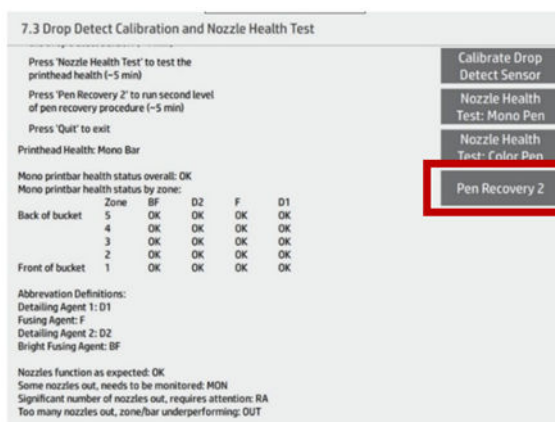 7.3 Drop Detect Calibration and Nozzle Health Test
Press 'Nozzle Health Test' to test the
printhead health (~5 min)
Press 'Pen Recovery 2' to run second level
of pen recovery procedure (~5 min)
Press 'Quit' to exit
Printhead Health: Mono Bar
Mono printbar health status overall: OK
Mono printbar health status by zone:
Zone BF D2 F D1
Back of bucket 5 OK OK OK OK
4 OK OK OK OK
3 OK OK OK OK
2 OK OK OK OK
Front of bucket 1 OK OK OK OK
Abbrevation Definitions:
Detailing Agent 1: D1
Fusing Agent: F
Detailing Agent 2: D2
Bright Fusing Agent: BF
Nozzles function as expected: OK
Some nozzles out, needs to be monitored: MON
Significant number of nozzles out, requires attention: RA
Too many nozzles out, zone/bar underperforming: OUT
Calibrate Drop
Detect Sensor
Nozzle Health
Test: Mono Pen
Nozzle Health
Test: Color Pen
Pen Recovery 2